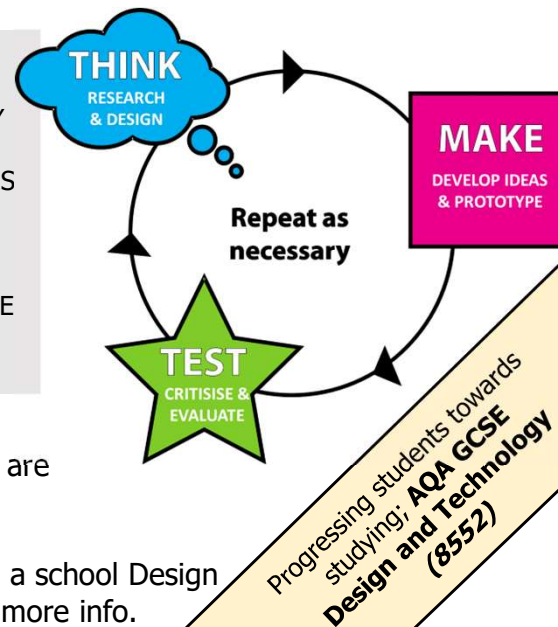 THINK
RESEARCH
& DESIGN
MAKE
DEVELOP IDEAS
& PROTOTYPE
Repeat as
necessary
TEST
CRITISISE &
EVALUATE
are
a school Design
more info.
Progressing students towards
studying; AQA GCSE
Design and Technology
(8552)